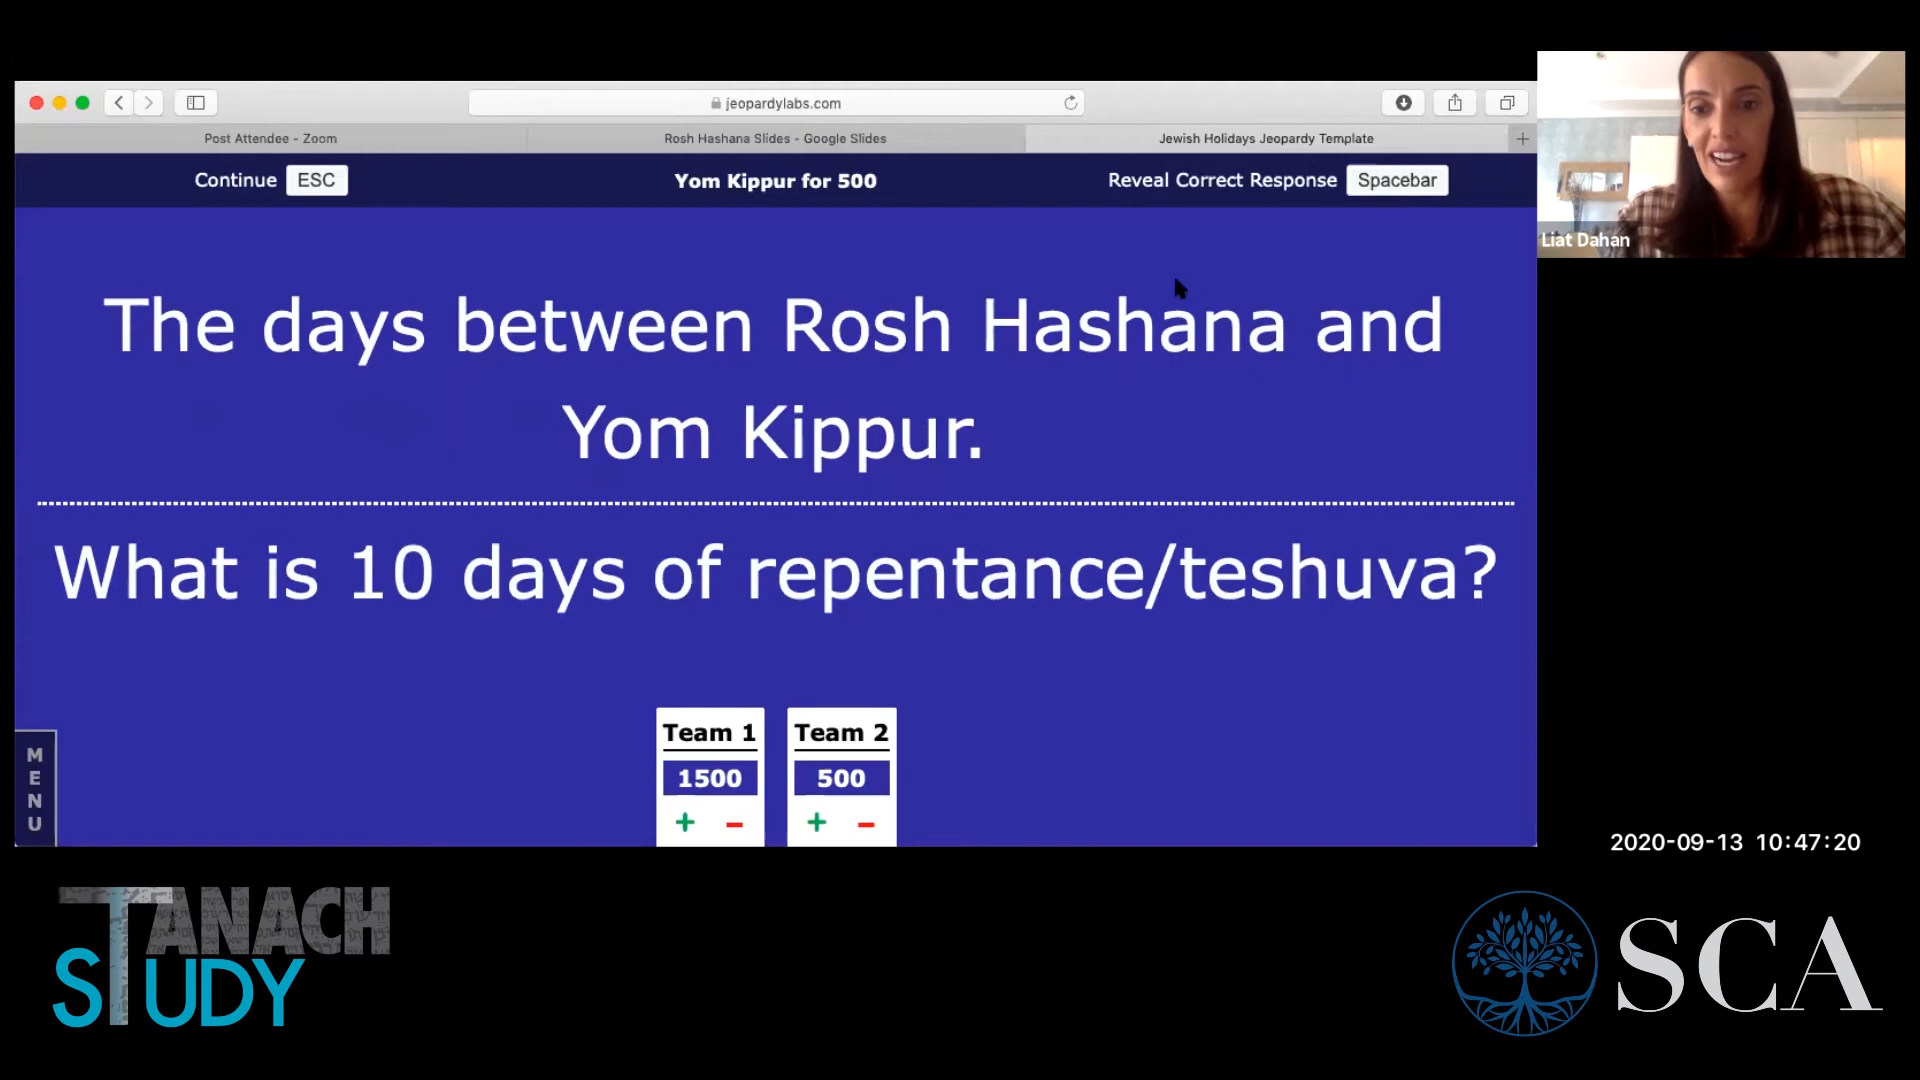 jeopardylabs.com
Post Attendee - Zoom
Rosh Hashana Slides - Google Slides
Jewish Holidays Jeopardy Template
Continue ESC
Yom Kippur for 500
Reveal Correct Response Spacebar
Liat Dahan
The days between Rosh Hashana and
Yom Kippur.
What is 10 days of repentance/teshuva?
MENU
Team 1
1500
+ −
Team 2
500
+ −
2020-09-13 10:47:20
TANACH
STUDY
SCA